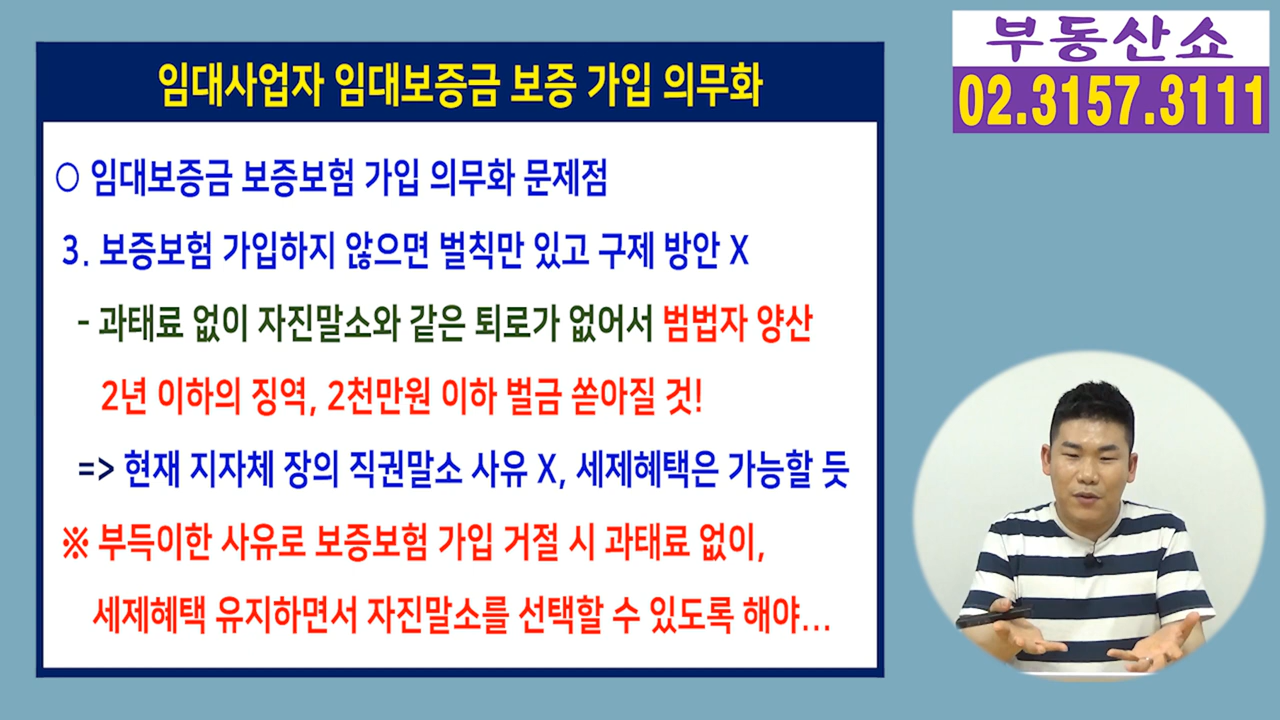 부동산쇼
02.3157.3111
임대사업자 임대보증금 보증 가입 의무화
○ 임대보증금 보증보험 가입 의무화 문제점
3. 보증보험 가입하지 않으면 벌칙만 있고 구제 방안 X
- 과태료 없이 자진말소와 같은 퇴로가 없어서 범법자 양산
2년 이하의 징역, 2천만원 이하 벌금 쏟아질 것!
=> 현재 지자체 장의 직권말소 사유 X, 세제혜택은 가능할 듯
※ 부득이한 사유로 보증보험 가입 거절 시 과태료 없이,
세제혜택 유지하면서 자진말소를 선택할 수 있도록 해야...